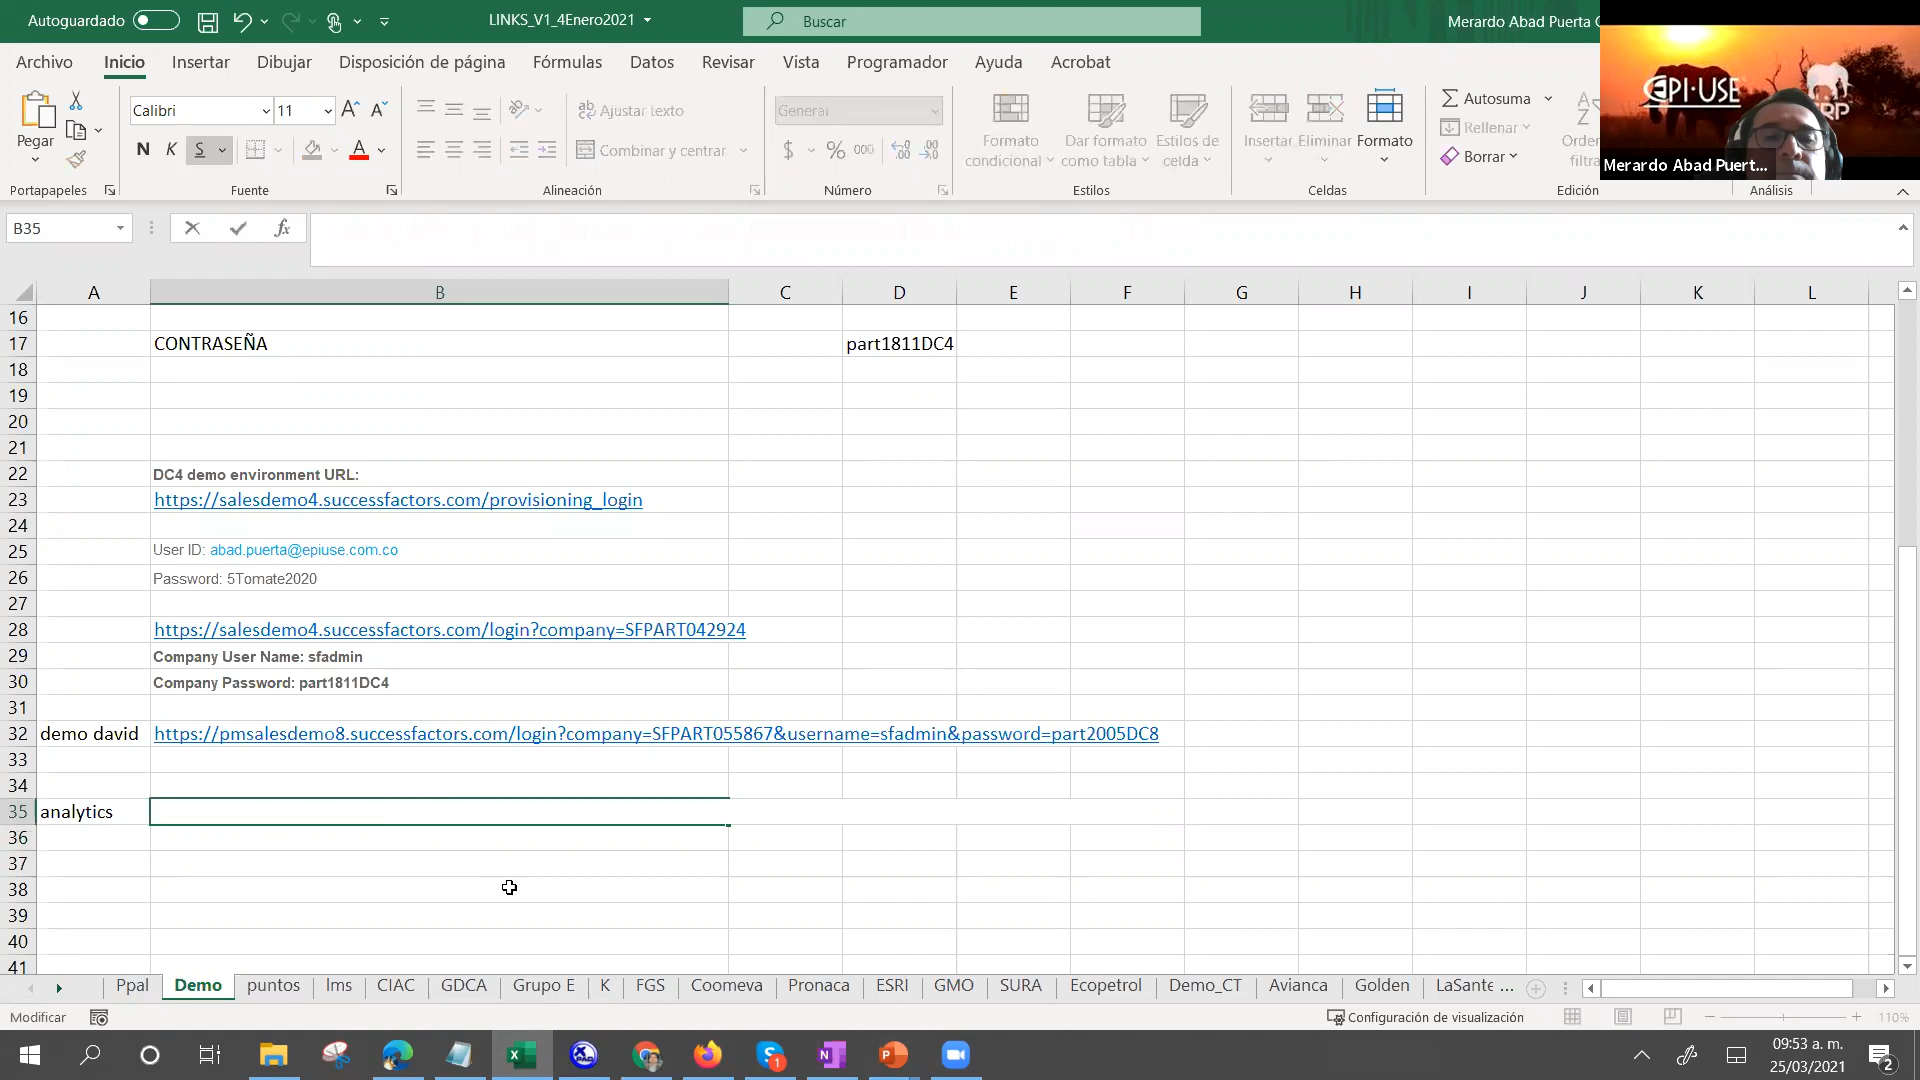 Autoguardado
LINKS_V1_4Enero2021
Buscar
Merardo Abad Puerta
EPI-USE
ERP
Merardo Abad Puert...
Archivo Inicio Insertar Dibujar Disposición de página Fórmulas Datos Revisar Vista Programador Ayuda Acrobat
Pegar
Calibri 11
N K S
Ajustar texto
Combinar y centrar
General
$ % 000
Formato condicional
Dar formato como tabla
Estilos de celda
Insertar Eliminar Formato
Autosuma
Rellenar
Borrar
Portapapeles Fuente Alineación Número Estilos Celdas Edición Análisis
B35
fx
A B C D E F G H I J K L
16
17 CONTRASEÑA part1811DC4
18
19
20
21
22 DC4 demo environment URL:
23 https://salesdemo4.successfactors.com/provisioning_login
24
25 User ID: abad.puerta@epiuse.com.co
26 Password: 5Tomate2020
27
28 https://salesdemo4.successfactors.com/login?company=SFPART042924
29 Company User Name: sfadmin
30 Company Password: part1811DC4
31
32 demo david https://pmsalesdemo8.successfactors.com/login?company=SFPART055867&username=sfadmin&password=part2005DC8
33
34
35 analytics
36
37
38
39
40
41
Ppal Demo puntos lms CIAC GDCA Grupo E K FGS Coomeva Pronaca ESRI GMO SURA Ecopetrol Demo_CT Avianca Golden LaSante ...
Modificar
Configuración de visualización
110%
09:53 a. m.
25/03/2021
1
2